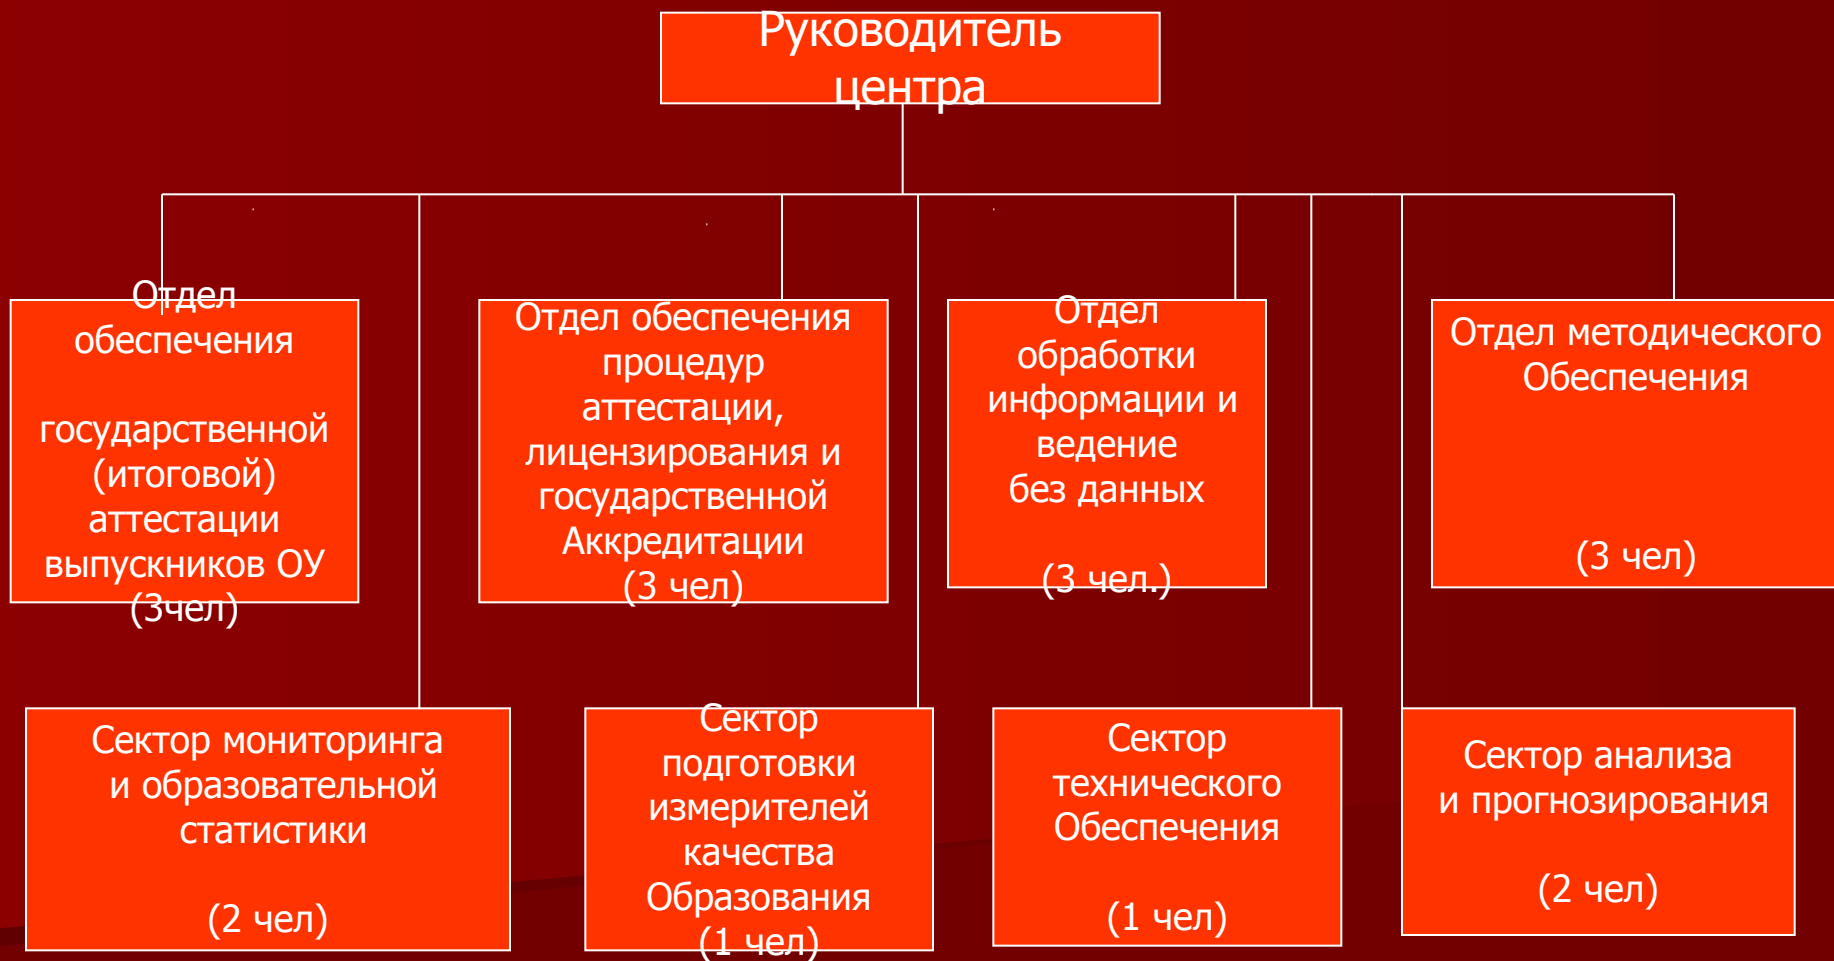 Руководитель
центра
Отдел
обеспечения
государственной
(итоговой)
аттестации
выпускников ОУ
(3чел)
Отдел обеспечения
процедур
аттестации,
лицензирования и
государственной
Аккредитации
(3 чел)
Отдел
обработки
информации и
ведение
без данных
(3 чел.)
Отдел методического
Обеспечения
(3 чел)
Сектор мониторинга
и образовательной
статистики
(2 чел)
Сектор
подготовки
измерителей
качества
Образования
(1 чел)
Сектор
технического
Обеспечения
(1 чел)
Сектор анализа
и прогнозирования
(2 чел)